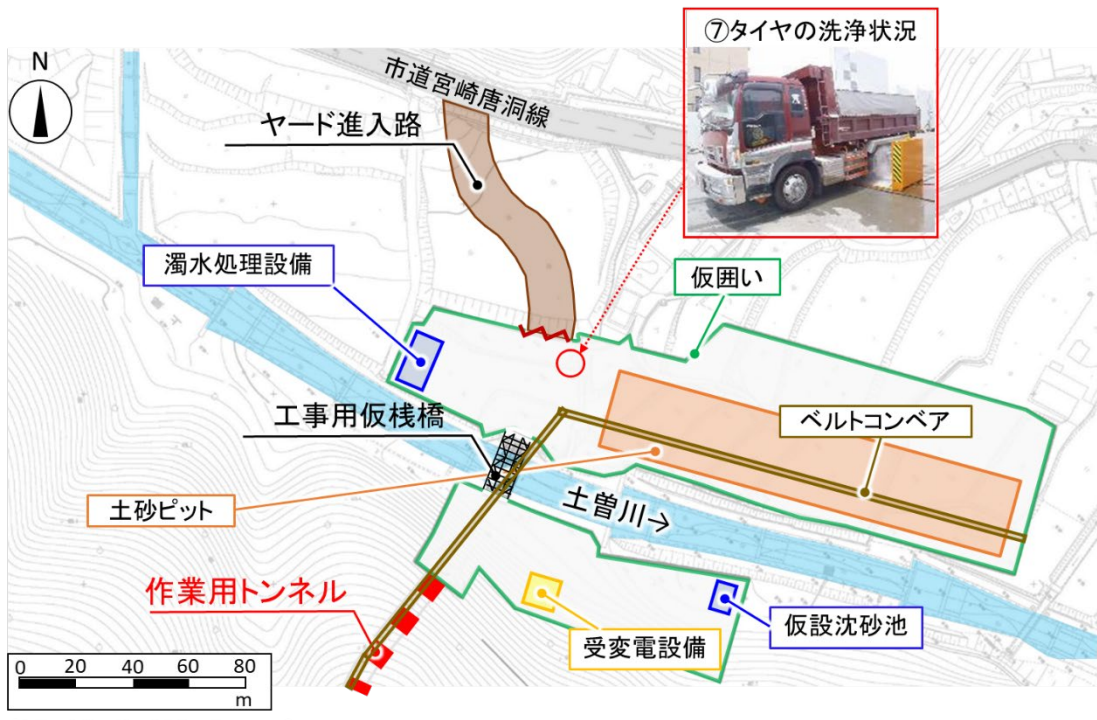 ⑦タイヤの洗浄状況
N
市道宮崎唐洞線
ヤード進入路
濁水処理設備
仮囲い
工事用仮桟橋
ベルトコンベア
土砂ピット
土曽川→
作業用トンネル
受変電設備
仮設沈砂池
0 20 40 60 80
m